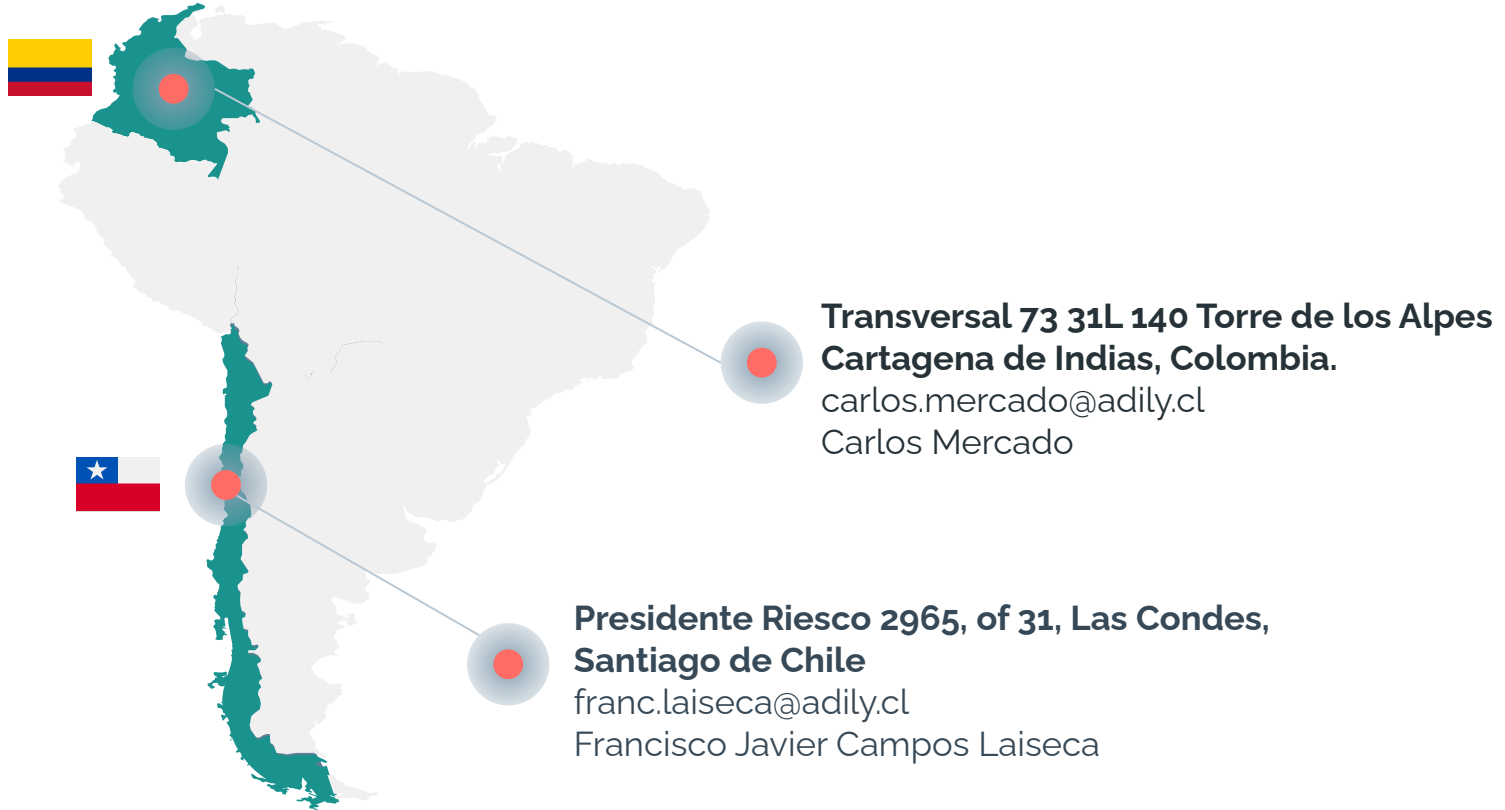 Transversal 73 31L 140 Torre de los Alpes
Cartagena de Indias, Colombia.
carlos.mercado@adily.cl
Carlos Mercado
Presidente Riesco 2965, of 31, Las Condes,
Santiago de Chile
franc.laiseca@adily.cl
Francisco Javier Campos Laiseca